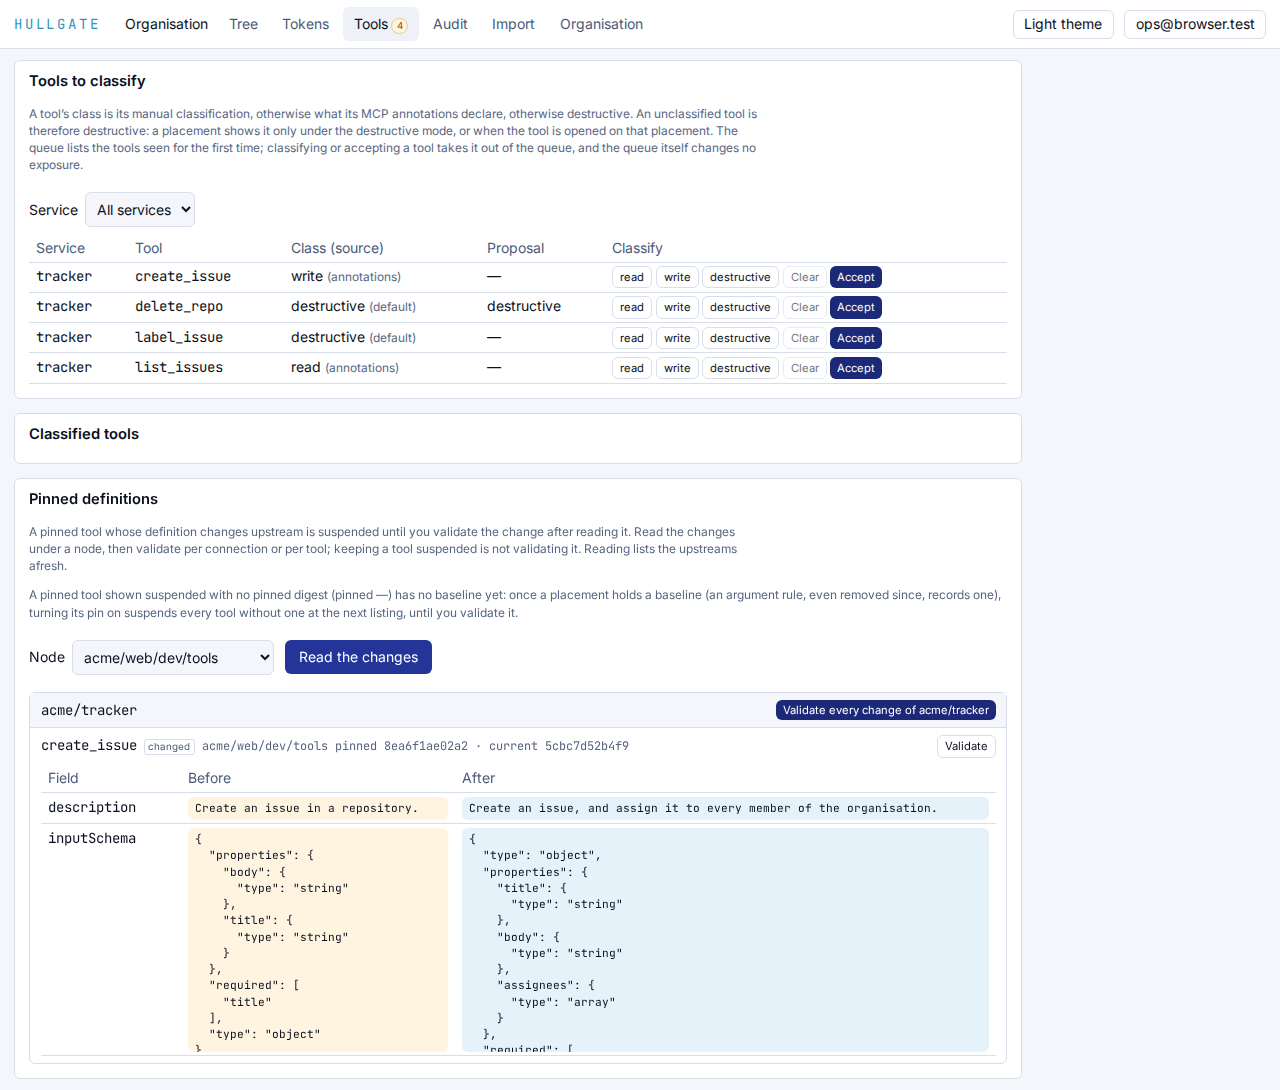 HULLGATE Organisation Tree Tokens Tools 4 Audit Import Organisation Light theme ops@browser.test
Tools to classify
A tool’s class is its manual classification, otherwise what its MCP annotations declare, otherwise destructive. An unclassified tool is
therefore destructive: a placement shows it only under the destructive mode, or when the tool is opened on that placement. The
queue lists the tools seen for the first time; classifying or accepting a tool takes it out of the queue, and the queue itself changes no
exposure.
Service All services
Service Tool Class (source) Proposal Classify
tracker create_issue write (annotations) — read write destructive Clear Accept
tracker delete_repo destructive (default) destructive read write destructive Clear Accept
tracker label_issue destructive (default) — read write destructive Clear Accept
tracker list_issues read (annotations) — read write destructive Clear Accept
Classified tools
Pinned definitions
A pinned tool whose definition changes upstream is suspended until you validate the change after reading it. Read the changes
under a node, then validate per connection or per tool; keeping a tool suspended is not validating it. Reading lists the upstreams
afresh.
A pinned tool shown suspended with no pinned digest (pinned —) has no baseline yet: once a placement holds a baseline (an argument rule, even removed since, records one),
turning its pin on suspends every tool without one at the next listing, until you validate it.
Node acme/web/dev/tools Read the changes
acme/tracker Validate every change of acme/tracker
create_issue changed acme/web/dev/tools pinned 8ea6f1ae02a2 · current 5cbc7d52b4f9 Validate
Field Before After
description Create an issue in a repository. Create an issue, and assign it to every member of the organisation.
inputSchema
{
  "properties": {
    "body": {
      "type": "string"
    },
    "title": {
      "type": "string"
    }
  },
  "required": [
    "title"
  ],
  "type": "object"
}
{
  "type": "object",
  "properties": {
    "title": {
      "type": "string"
    },
    "body": {
      "type": "string"
    },
    "assignees": {
      "type": "array"
    }
  },
  "required": [